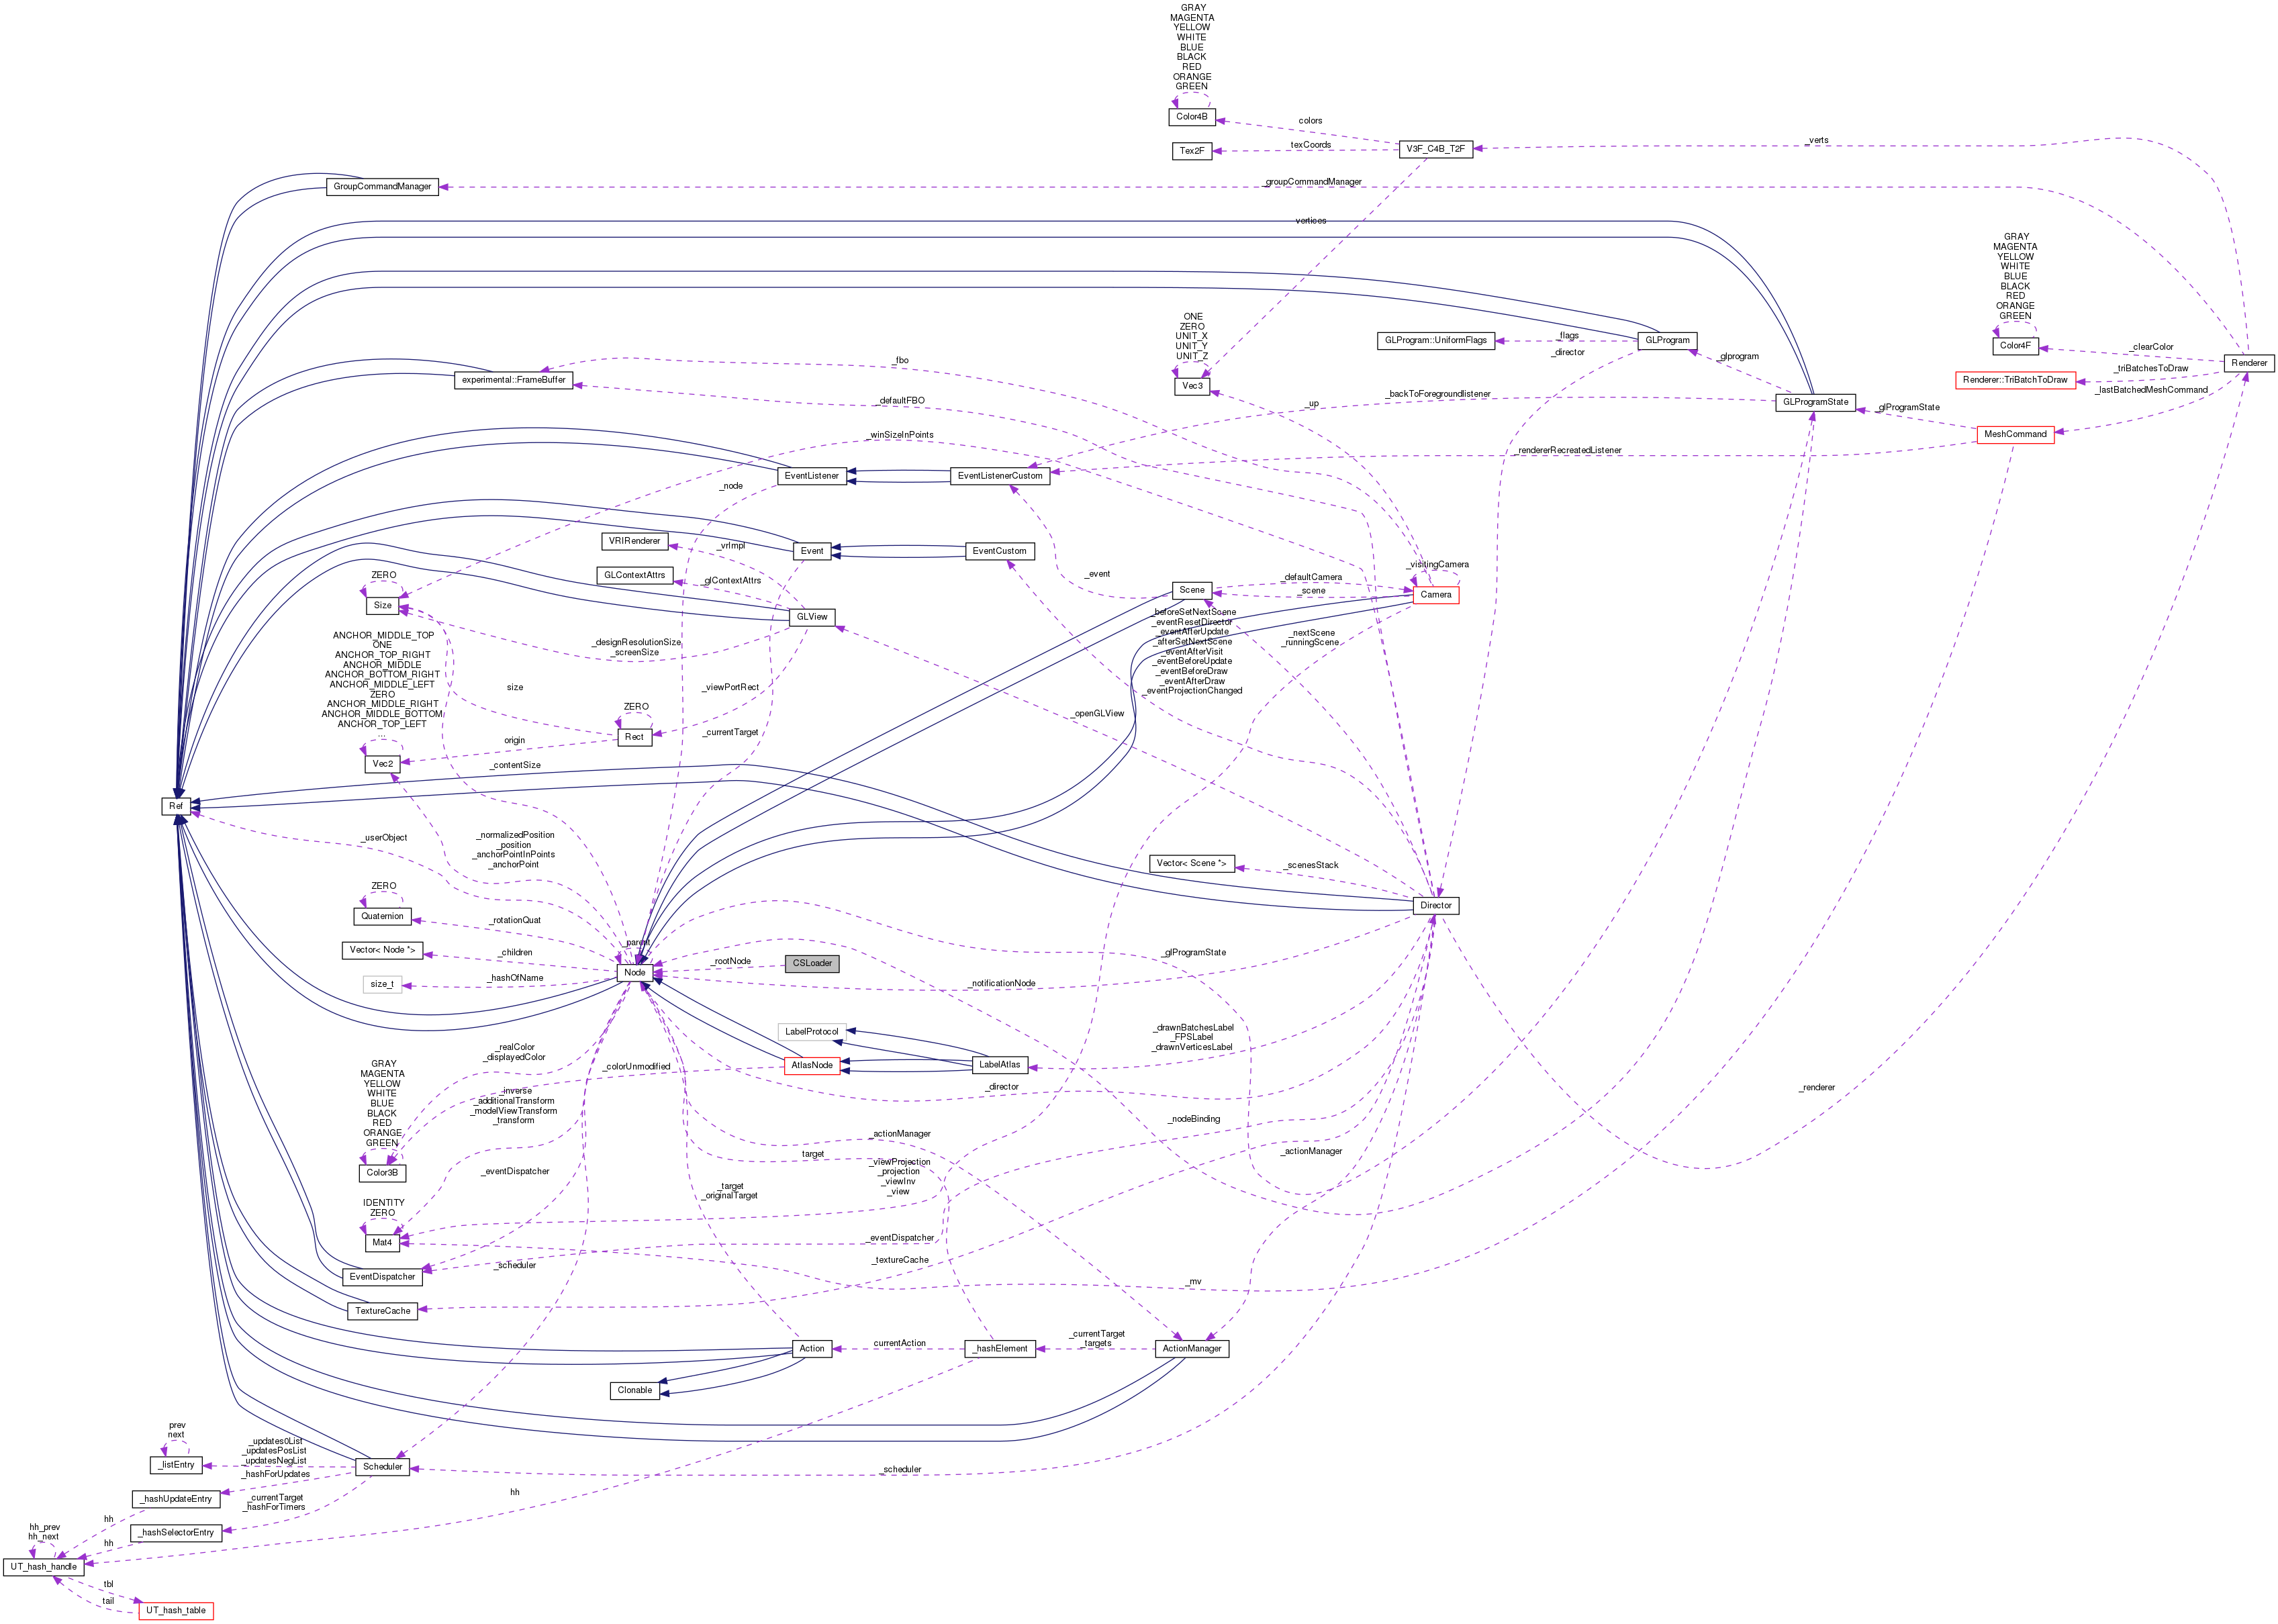 GRAY
MAGENTA
YELLOW
WHITE
BLUE
BLACK
RED
ORANGE
GREEN
Color4B
colors
Tex2F
texCoords
V3F_C4B_T2F
_verts
GroupCommandManager
_groupCommandManager
vertices
GRAY
MAGENTA
YELLOW
WHITE
BLUE
BLACK
RED
ORANGE
GREEN
Color4F
_clearColor
Renderer
ONE
ZERO
UNIT_X
UNIT_Y
UNIT_Z
Vec3
GLProgram::UniformFlags
_flags
GLProgram
_director
_glprogram
_fbo
experimental::FrameBuffer
_defaultFBO
Renderer::TriBatchToDraw
_triBatchesToDraw
_lastBatchedMeshCommand
_up
_backToForegroundlistener
GLProgramState
_glProgramState
MeshCommand
_winSizeInPoints
_rendererRecreatedListener
EventListener
EventListenerCustom
_node
VRIRenderer
_vrImpl
Event
EventCustom
GLContextAttrs
_glContextAttrs
_event
Scene
_defaultCamera
_scene
_visitingCamera
Camera
ZERO
Size
GLView
_designResolutionSize
_screenSize
_beforeSetNextScene
_eventResetDirector
_eventAfterUpdate
_afterSetNextScene
_eventAfterVisit
_eventBeforeUpdate
_eventBeforeDraw
_eventAfterDraw
_eventProjectionChanged
_nextScene
_runningScene
ANCHOR_MIDDLE_TOP
ONE
ANCHOR_TOP_RIGHT
ANCHOR_MIDDLE
ANCHOR_BOTTOM_RIGHT
ANCHOR_MIDDLE_LEFT
ZERO
ANCHOR_MIDDLE_RIGHT
ANCHOR_MIDDLE_BOTTOM
ANCHOR_TOP_LEFT
...
Vec2
size
_viewPortRect
ZERO
Rect
origin
_currentTarget
_openGLView
_contentSize
Ref
_userObject
_normalizedPosition
_position
_anchorPointInPoints
_anchorPoint
Vector< Scene *>
_scenesStack
Director
ZERO
Quaternion
_rotationQuat
Vector< Node *>
_children
_parent
Node
_rootNode
CSLoader
_glProgramState
size_t
_hashOfName
_notificationNode
LabelProtocol
_drawnBatchesLabel
_FPSLabel
_drawnVerticesLabel
_realColor
_displayedColor
_colorUnmodified
AtlasNode
LabelAtlas
_director
_renderer
GRAY
MAGENTA
YELLOW
WHITE
BLUE
BLACK
RED
ORANGE
GREEN
Color3B
_inverse
_additionalTransform
_modelViewTransform
_transform
_nodeBinding
_actionManager
target
_actionManager
_eventDispatcher
_viewProjection
_projection
_viewInv
_view
_target
_originalTarget
IDENTITY
ZERO
Mat4
_eventDispatcher
EventDispatcher
_scheduler
_textureCache
_mv
TextureCache
Action
currentAction
_hashElement
_currentTarget
_targets
ActionManager
Clonable
prev
next
_listEntry
_updates0List
_updatesPosList
_updatesNegList
Scheduler
_scheduler
_hashForUpdates
_hashUpdateEntry
_currentTarget
_hashForTimers
hh
hh
_hashSelectorEntry
hh_prev
hh_next
hh
UT_hash_handle
tbl
tail
UT_hash_table